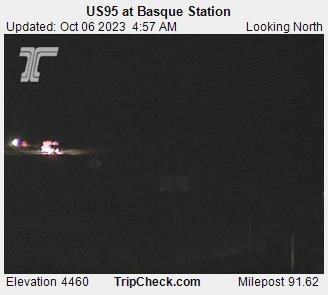 US95 at Basque Station
Updated: Oct 06 2023 4:57 AM Looking North
Elevation 4460 TripCheck.com Milepost 91.62